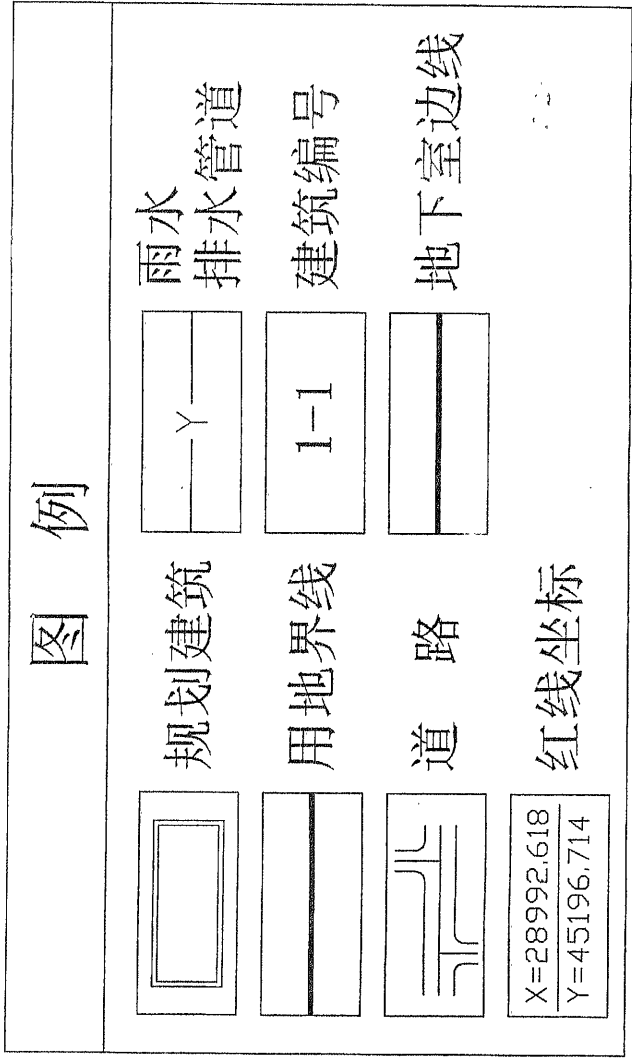 图 例
规划建筑
用地界线
道 路
X=28992.618
Y=45196.714
红线坐标
Y
雨水
排水管道
1-1
建筑编号
地下室边线